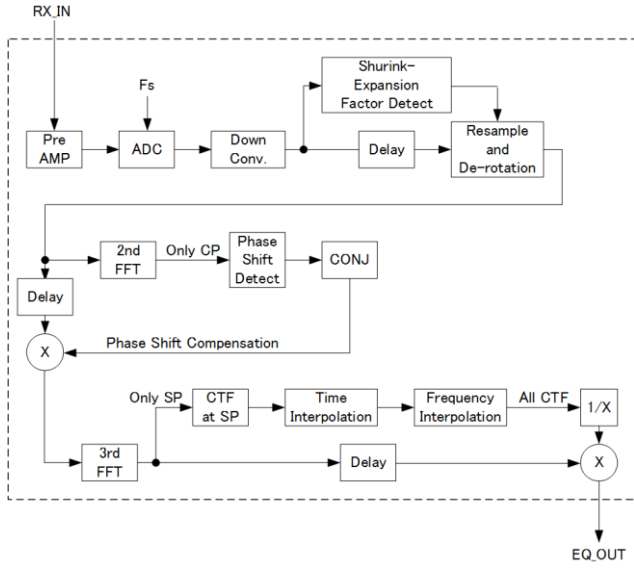 RX_IN
Fs
Shurink-
Expansion
Factor Detect
Pre
AMP
ADC
Down
Conv.
Delay
Resample
and
De-rotation
2nd
FFT
Only CP
Phase
Shift
Detect
CONJ
Delay
X
Phase Shift Compensation
Only SP
CTF
at SP
Time
Interpolation
Frequency
Interpolation
All CTF
1/X
3rd
FFT
Delay
X
EQ_OUT